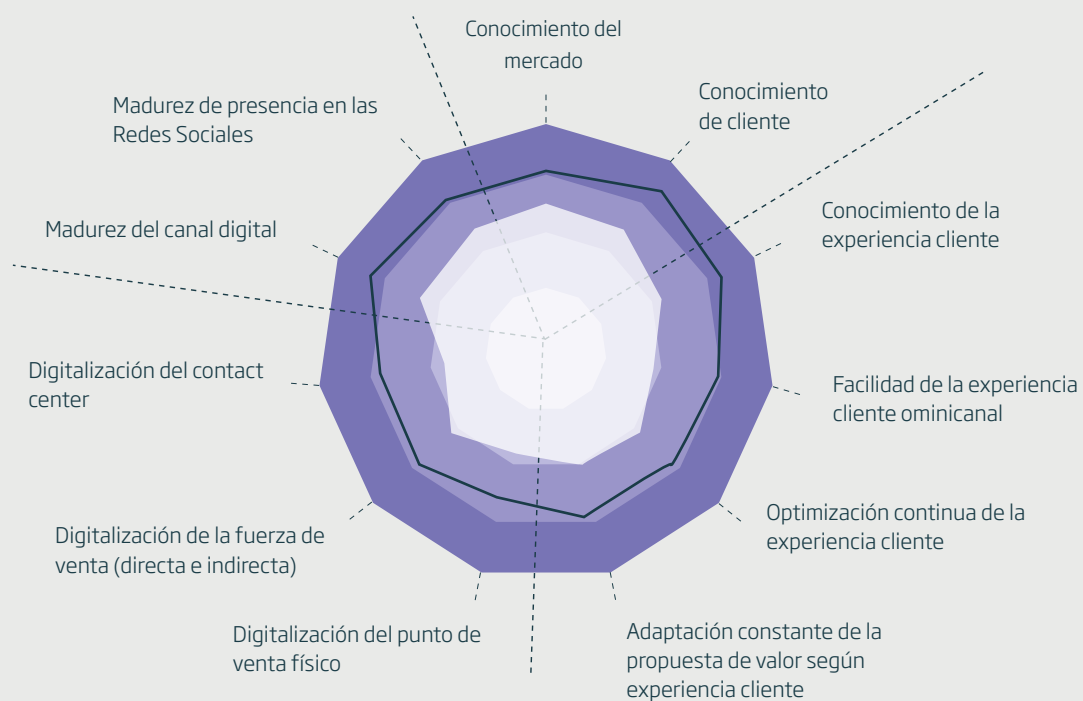 Conocimiento del
mercado
Conocimiento
de cliente
Conocimiento de la
experiencia cliente
Facilidad de la experiencia
cliente ominicanal
Optimización continua de la
experiencia cliente
Adaptación constante de la
propuesta de valor según
experiencia cliente
Digitalización del punto de
venta físico
Digitalización de la fuerza de
venta (directa e indirecta)
Digitalización del contact
center
Madurez del canal digital
Madurez de presencia en las
Redes Sociales